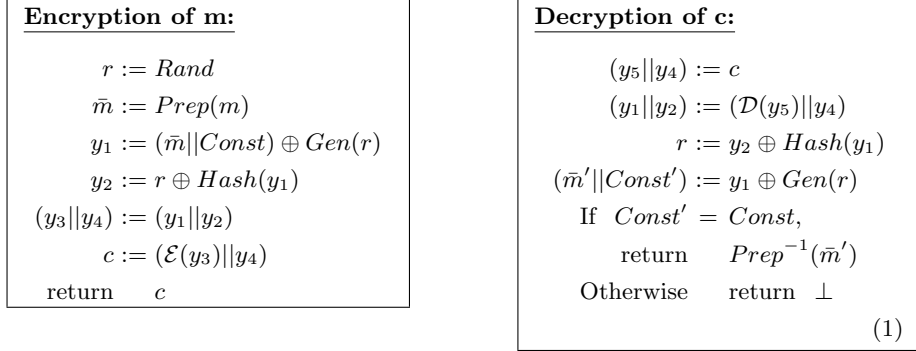 Encryption of m:
r := Rand
m̄ := Prep(m)
y₁ := (m̄||Const) ⊕ Gen(r)
y₂ := r ⊕ Hash(y₁)
(y₃||y₄) := (y₁||y₂)
c := (ℰ(y₃)||y₄)
return c
Decryption of c:
(y₅||y₄) := c
(y₁||y₂) := (𝒟(y₅)||y₄)
r := y₂ ⊕ Hash(y₁)
(m̄′||Const′) := y₁ ⊕ Gen(r)
If Const′ = Const,
return Prep⁻¹(m̄′)
Otherwise return ⊥
(1)